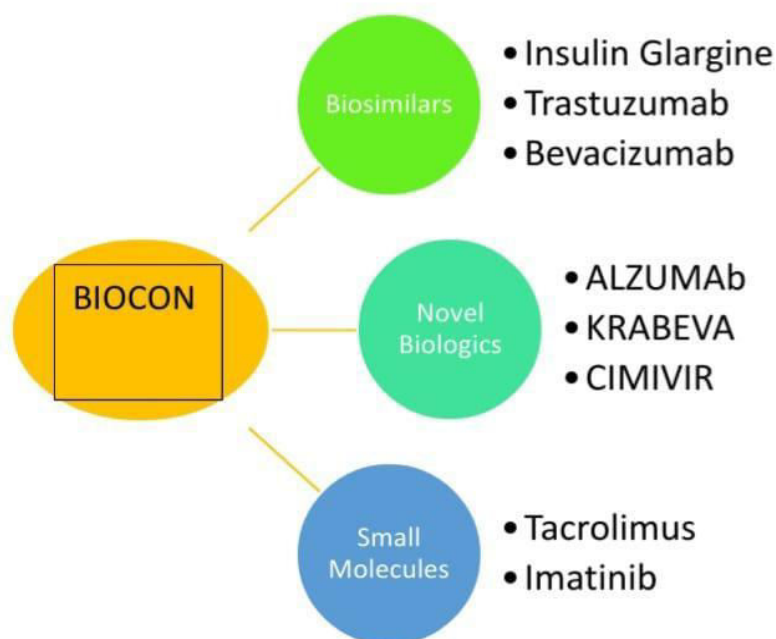 BIOCON
Biosimilars
• Insulin Glargine
• Trastuzumab
• Bevacizumab
Novel
Biologics
• ALZUMAb
• KRABEVA
• CIMIVIR
Small
Molecules
• Tacrolimus
• Imatinib